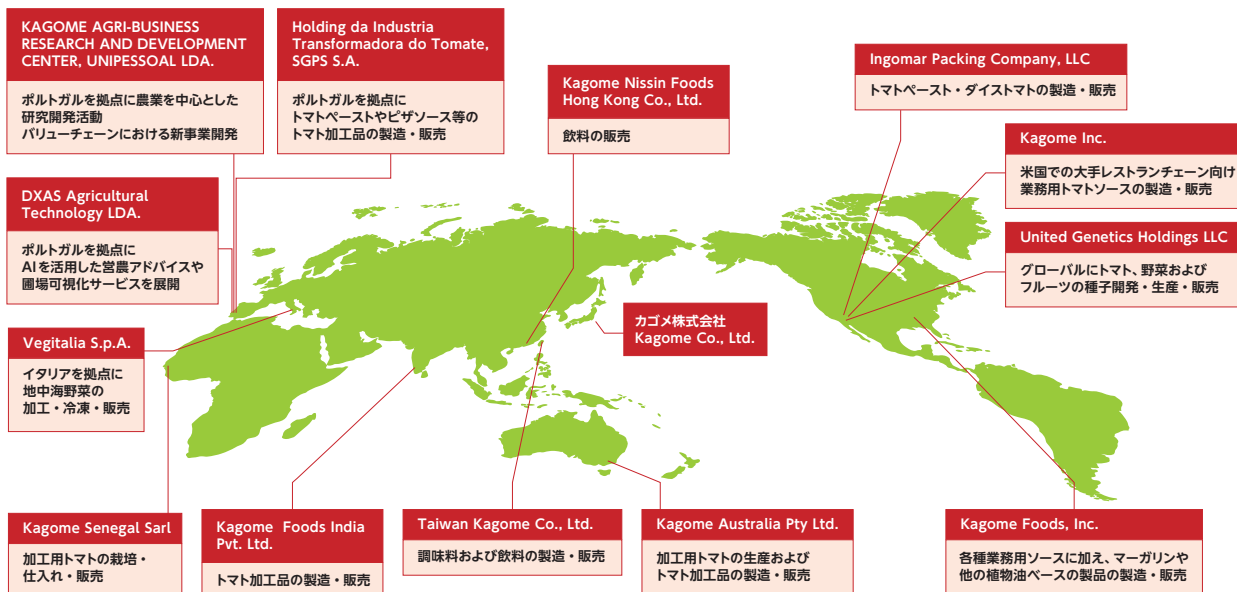 KAGOME AGRI-BUSINESS
RESEARCH AND DEVELOPMENT
CENTER, UNIPESSOAL LDA.
ポルトガルを拠点に農業を中心とした
研究開発活動
バリューチェーンにおける新事業開発
Holding da Industria
Transformadora do Tomate,
SGPS S.A.
ポルトガルを拠点に
トマトペーストやピザソース等の
トマト加工品の製造・販売
Kagome Nissin Foods
Hong Kong Co., Ltd.
飲料の販売
Ingomar Packing Company, LLC
トマトペースト・ダイストマトの製造・販売
Kagome Inc.
米国での大手レストランチェーン向け
業務用トマトソースの製造・販売
DXAS Agricultural
Technology LDA.
ポルトガルを拠点に
AIを活用した営農アドバイスや
圃場可視化サービスを展開
United Genetics Holdings LLC
グローバルにトマト、野菜および
フルーツの種子開発・生産・販売
カゴメ株式会社
Kagome Co., Ltd.
Vegitalia S.p.A.
イタリアを拠点に
地中海野菜の
加工・冷凍・販売
Kagome Senegal Sarl
加工用トマトの栽培・
仕入れ・販売
Kagome Foods India
Pvt. Ltd.
トマト加工品の製造・販売
Taiwan Kagome Co., Ltd.
調味料および飲料の製造・販売
Kagome Australia Pty Ltd.
加工用トマトの生産および
トマト加工品の製造・販売
Kagome Foods, Inc.
各種業務用ソースに加え、マーガリンや
他の植物油ベースの製品の製造・販売